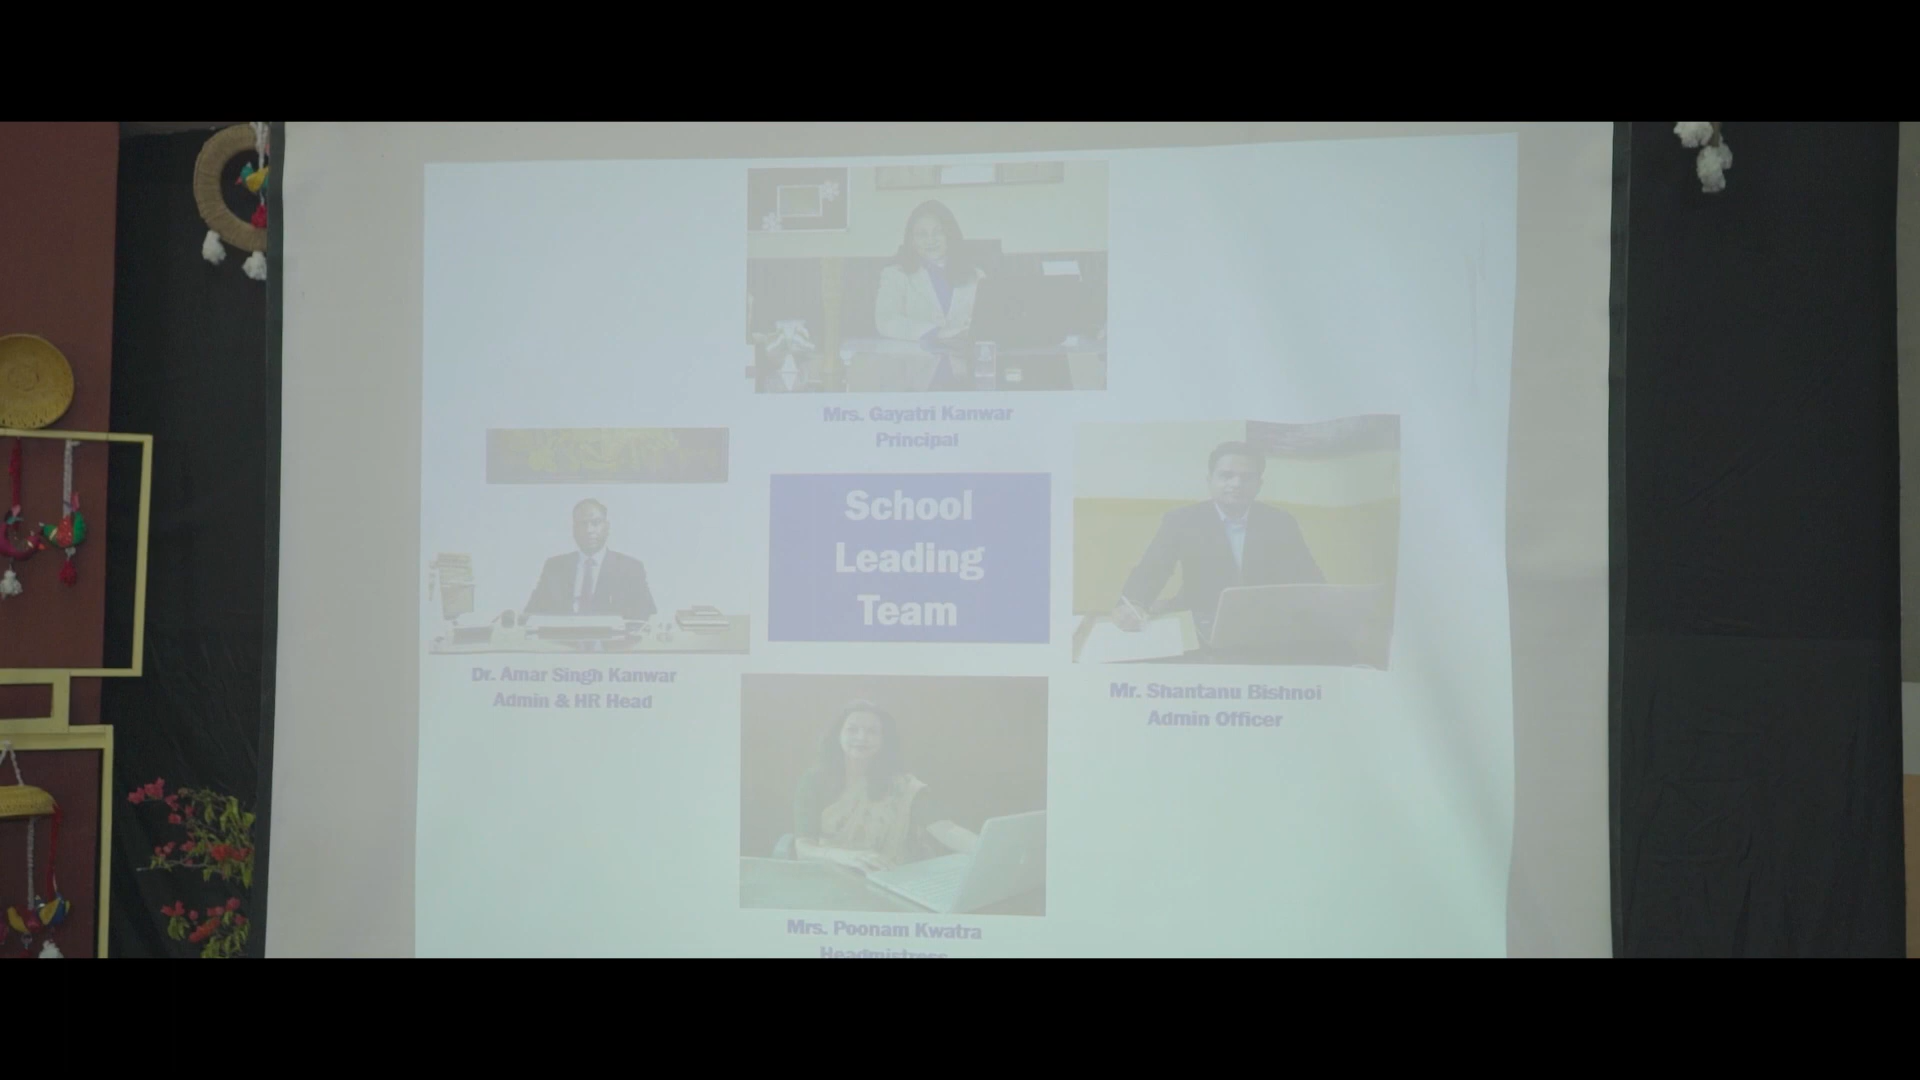 Mrs. Gayatri Kanwar
Principal
School
Leading
Team
Dr. Amar Singh Kanwar
Admin & HR Head
Mr. Shantanu Bishnoi
Admin Officer
Mrs. Poonam Kwatra
Headmistress